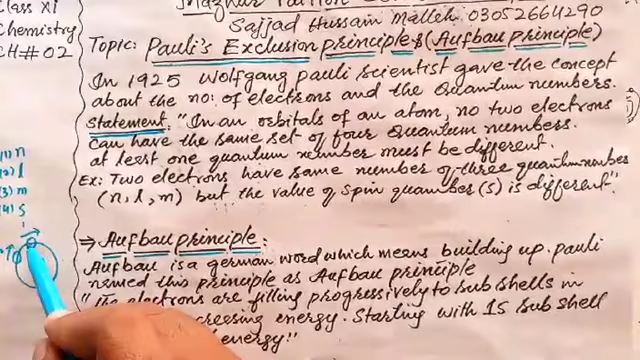 Class XI
Chemistry
CH# 02
Sajjad Hussain Malleh 03052664290
Topic: Pauli's Exclusion principle & (Aufbau principle)
In 1925 Wolfgang pauli scientist gave the concept
about the no: of electrons and the Quantum numbers.
Statement: "In an orbitals of an atom, no two electrons
can have the same set of four Quantum numbers.
at least one quantum number must be different.
Ex: Two electrons have same number of three quantum numbers
(n, l, m) but the value of spin quamber (s) is different"
(1) n
(2) l
(3) m
(4) s
⇒ Aufbau principle:
Aufbau is a german word which means building up. pauli
named this principle as Aufbau principle
"The electrons are filling progressively to sub shells in
creasing energy. Starting with 1S sub shell
energy."